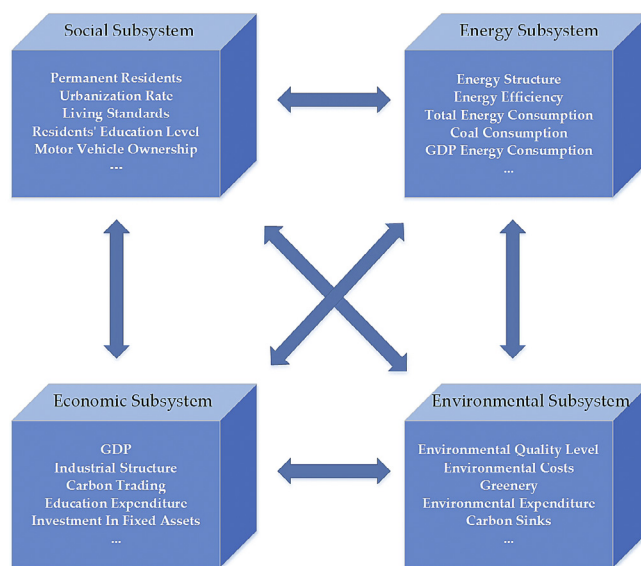 Social Subsystem
Permanent Residents
Urbanization Rate
Living Standards
Residents' Education Level
Motor Vehicle Ownership
---
Energy Subsystem
Energy Structure
Energy Efficiency
Total Energy Consumption
Coal Consumption
GDP Energy Consumption
...
Economic Subsystem
GDP
Industrial Structure
Carbon Trading
Education Expenditure
Investment In Fixed Assets
...
Environmental Subsystem
Environmental Quality Level
Environmental Costs
Greenery
Environmental Expenditure
Carbon Sinks
...